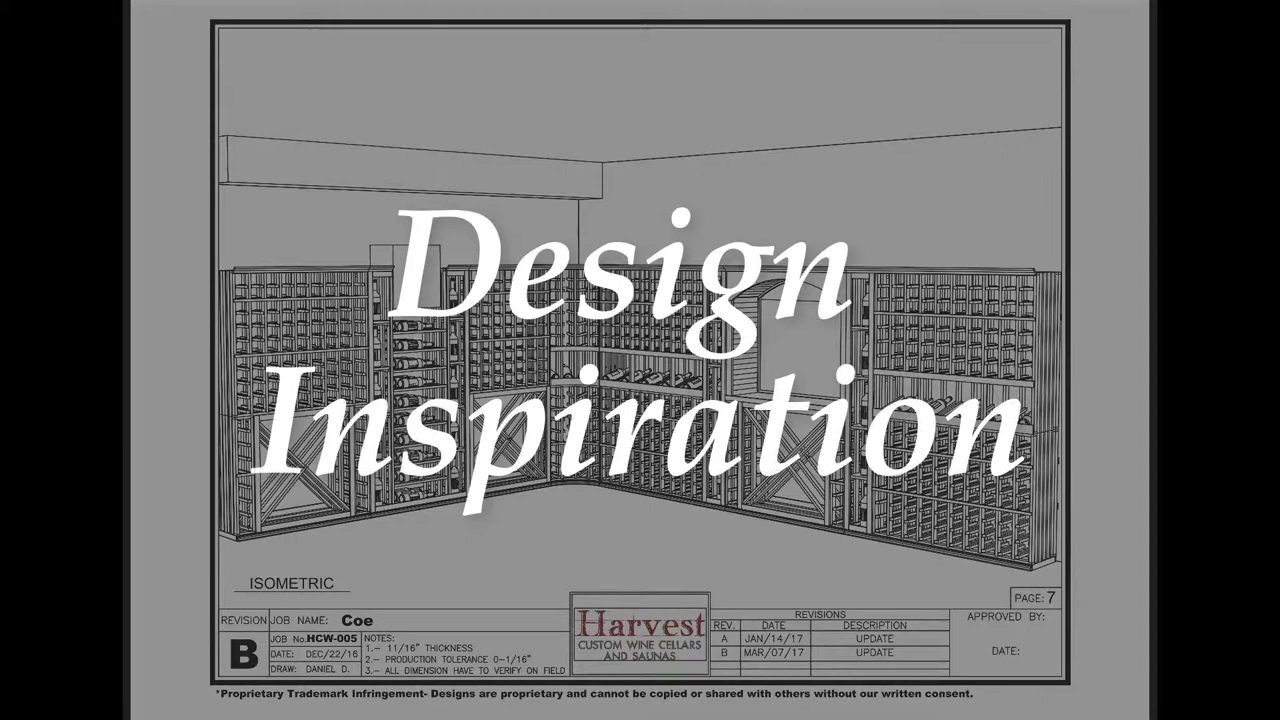 Design
Inspiration
ISOMETRIC
PAGE: 7
REVISION
B
JOB NAME: Coe
JOB No. HCW-005
DATE: DEC/22/16
DRAW: DANIEL D.
NOTES:
1.- 11/16" THICKNESS
2.- PRODUCTION TOLERANCE 0-1/16"
3.- ALL DIMENSION HAVE TO VERIFY ON FIELD
Harvest
CUSTOM WINE CELLARS
AND SAUNAS
REVISIONS
REV. DATE DESCRIPTION
A JAN/14/17 UPDATE
B MAR/07/17 UPDATE
APPROVED BY:
DATE:
*Proprietary Trademark Infringement- Designs are proprietary and cannot be copied or shared with others without our written consent.